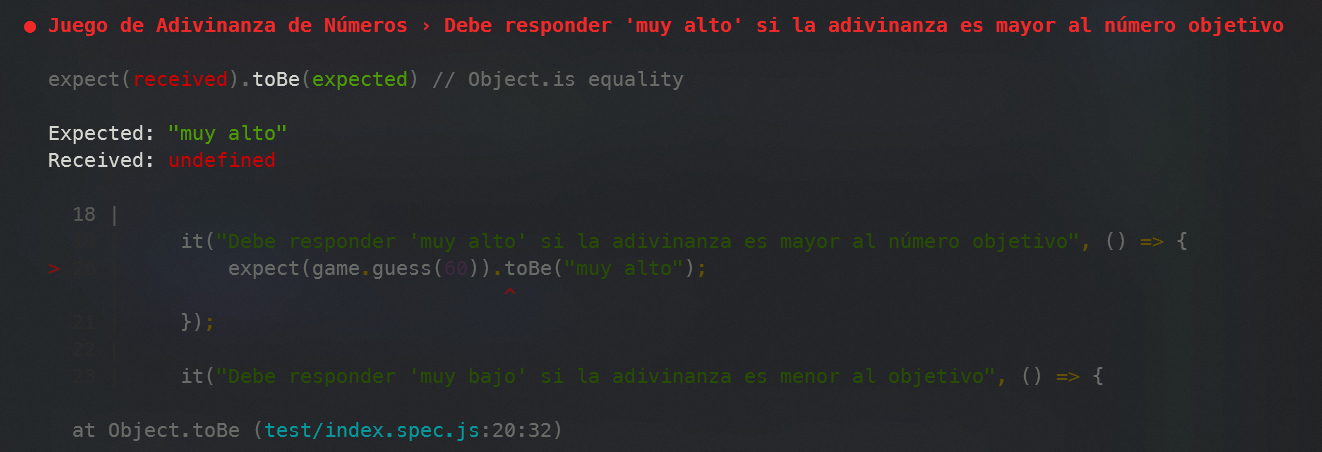 ● Juego de Adivinanza de Números › Debe responder 'muy alto' si la adivinanza es mayor al número objetivo
expect(received).toBe(expected) // Object.is equality
Expected: "muy alto"
Received: undefined
18 |
19 | it("Debe responder 'muy alto' si la adivinanza es mayor al número objetivo", () => {
> 20 | expect(game.guess(60)).toBe("muy alto");
| ^
21 | });
22 |
23 | it("Debe responder 'muy bajo' si la adivinanza es menor al objetivo", () => {
at Object.toBe (test/index.spec.js:20:32)